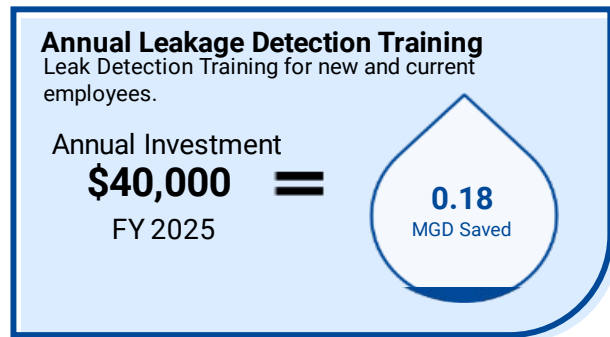 Annual Leakage Detection Training
Leak Detection Training for new and current
employees.
Annual Investment
$40,000
=
FY 2025
0.18
MGD Saved